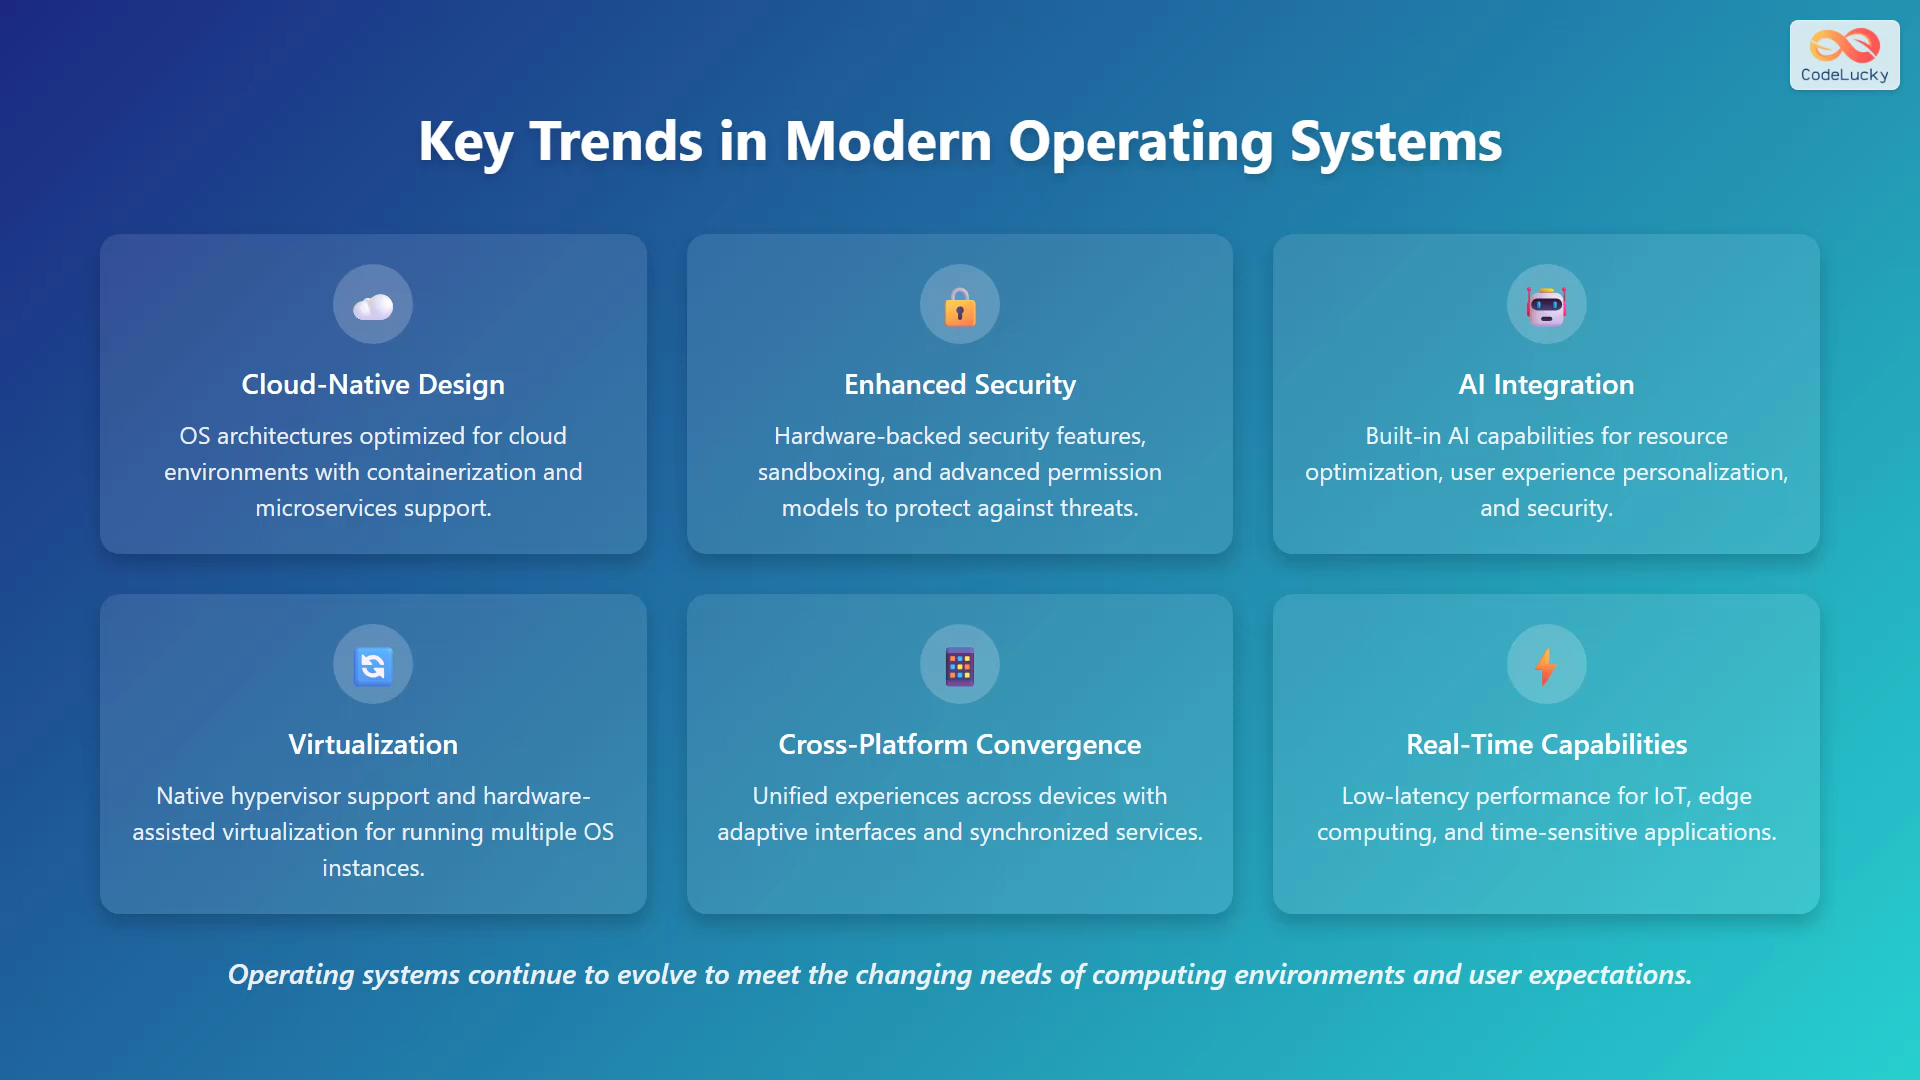 CodeLucky
Key Trends in Modern Operating Systems
Cloud-Native Design
OS architectures optimized for cloud
environments with containerization and
microservices support.
Enhanced Security
Hardware-backed security features,
sandboxing, and advanced permission
models to protect against threats.
AI Integration
Built-in AI capabilities for resource
optimization, user experience personalization,
and security.
Virtualization
Native hypervisor support and hardware-
assisted virtualization for running multiple OS
instances.
Cross-Platform Convergence
Unified experiences across devices with
adaptive interfaces and synchronized services.
Real-Time Capabilities
Low-latency performance for IoT, edge
computing, and time-sensitive applications.
Operating systems continue to evolve to meet the changing needs of computing environments and user expectations.